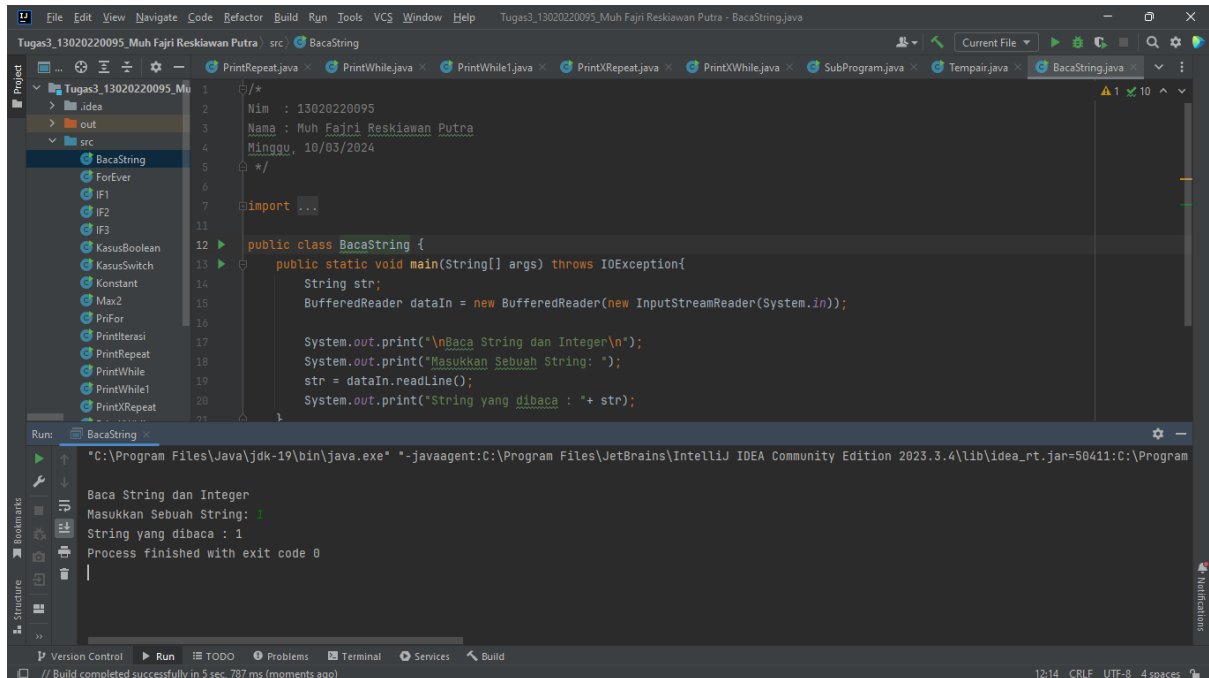 File Edit View Navigate Code Refactor Build Run Tools VCS Window Help Tugas3_13020220095_Muh Fajri Reskiawan Putra - BacaString.java
Tugas3_13020220095_Muh Fajri Reskiawan Putra src BacaString
Current File
Project
PrintRepeat.java PrintWhile.java PrintWhile1.java PrintXRepeat.java PrintXWhile.java SubProgram.java Tempair.java BacaString.java
Tugas3_13020220095_Mu
.idea
out
src
BacaString
ForEver
IF1
IF2
IF3
KasusBoolean
KasusSwitch
Konstant
Max2
PriFor
PrintIterasi
PrintRepeat
PrintWhile
PrintWhile1
PrintXRepeat
1 10
1 /*
2 Nim : 13020220095
3 Nama : Muh Fajri Reskiawan Putra
4 Minggu, 10/03/2024
5 */
6
7 import ...
11
12 public class BacaString {
13 public static void main(String[] args) throws IOException{
14 String str;
15 BufferedReader dataIn = new BufferedReader(new InputStreamReader(System.in));
16
17 System.out.print("\nBaca String dan Integer\n");
18 System.out.print("Masukkan Sebuah String: ");
19 str = dataIn.readLine();
20 System.out.print("String yang dibaca : "+ str);
21 }
Run: BacaString
"C:\Program Files\Java\jdk-19\bin\java.exe" "-javaagent:C:\Program Files\JetBrains\IntelliJ IDEA Community Edition 2023.3.4\lib\idea_rt.jar=50411:C:\Program
Baca String dan Integer
Masukkan Sebuah String: 1
String yang dibaca : 1
Process finished with exit code 0
Bookmarks
Structure
Notifications
Version Control Run TODO Problems Terminal Services Build
// Build completed successfully in 5 sec, 787 ms (moments ago)
12:14 CRLF UTF-8 4 spaces